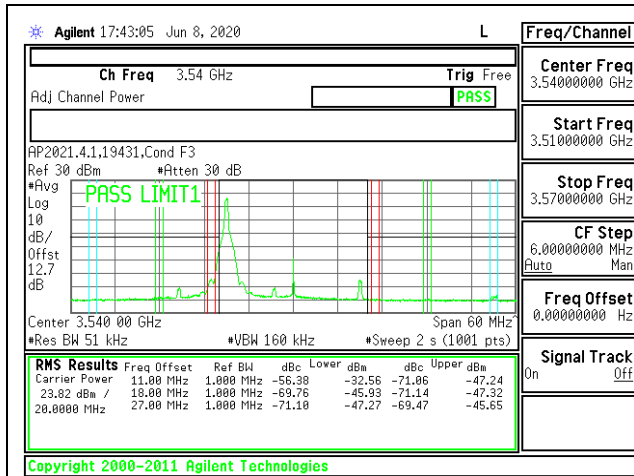 Agilent 17:43:05 Jun 8, 2020 L
Freq/Channel
Ch Freq 3.54 GHz Trig Free
Adj Channel Power PASS
AP2021.4.1,19431,Cond F3
Ref 30 dBm #Atten 30 dB
#Avg
Log
10
dB/
Offst
12.7
dB
PASS LIMIT1
Center 3.540 00 GHz Span 60 MHz^
#Res BW 51 kHz #VBW 160 kHz #Sweep 2 s (1001 pts)
RMS Results Freq Offset Ref BW dBc Lower dBm dBc Upper dBm
Carrier Power 11.00 MHz 1.000 MHz -56.38 -32.56 -71.06 -47.24
23.82 dBm / 18.00 MHz 1.000 MHz -69.76 -45.93 -71.14 -47.32
20.0000 MHz 27.00 MHz 1.000 MHz -71.10 -47.27 -69.47 -45.65
Center Freq
3.54000000 GHz
Start Freq
3.51000000 GHz
Stop Freq
3.57000000 GHz
CF Step
6.00000000 MHz
Auto Man
Freq Offset
0.00000000 Hz
Signal Track
On Off
Copyright 2000-2011 Agilent Technologies